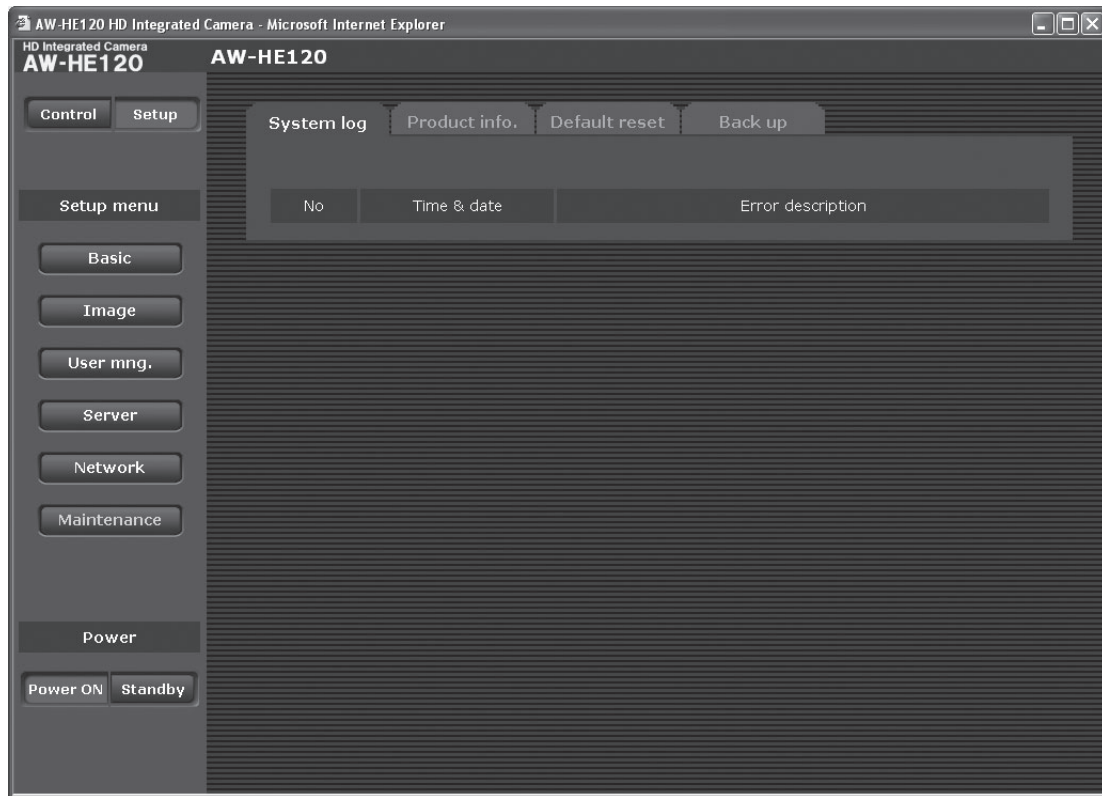 AW-HE120 HD Integrated Camera - Microsoft Internet Explorer
HD Integrated Camera
AW-HE120
AW-HE120
Control Setup
System log Product info. Default reset Back up
No Time & date Error description
Setup menu
Basic
Image
User mng.
Server
Network
Maintenance
Power
Power ON Standby